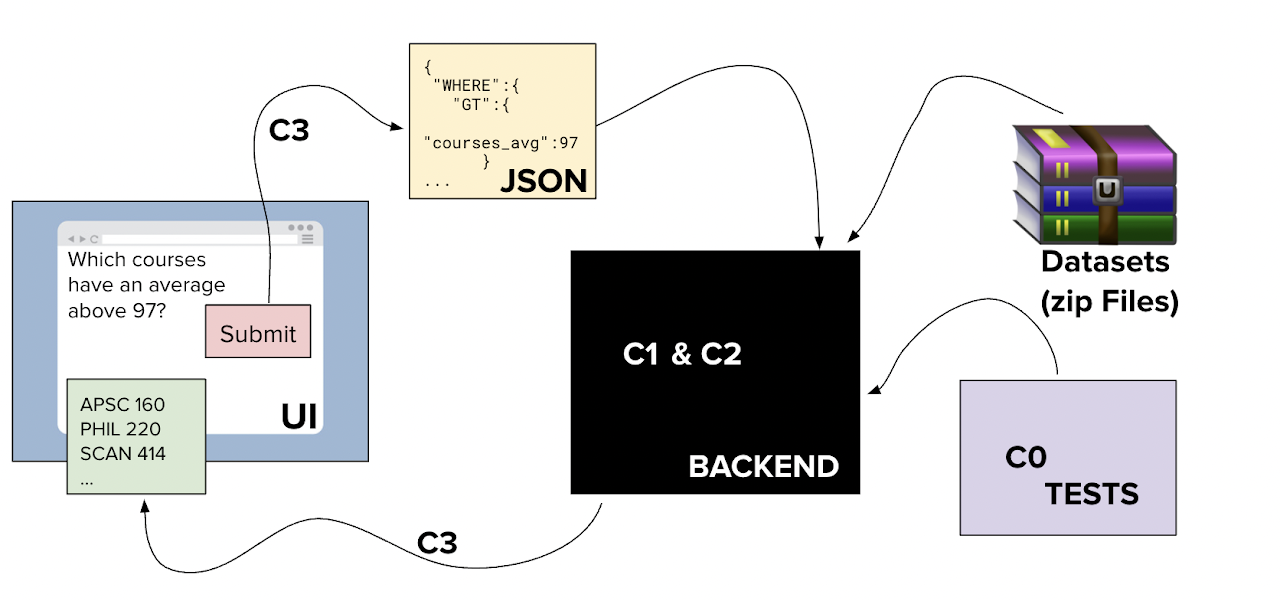 Which courses
have an average
above 97?
Submit
UI
APSC 160
PHIL 220
SCAN 414
...
C3
{
"WHERE":{
"GT":{
"courses_avg":97
}
...
JSON
C1 & C2
BACKEND
U
Datasets
(zip Files)
C0
TESTS
C3